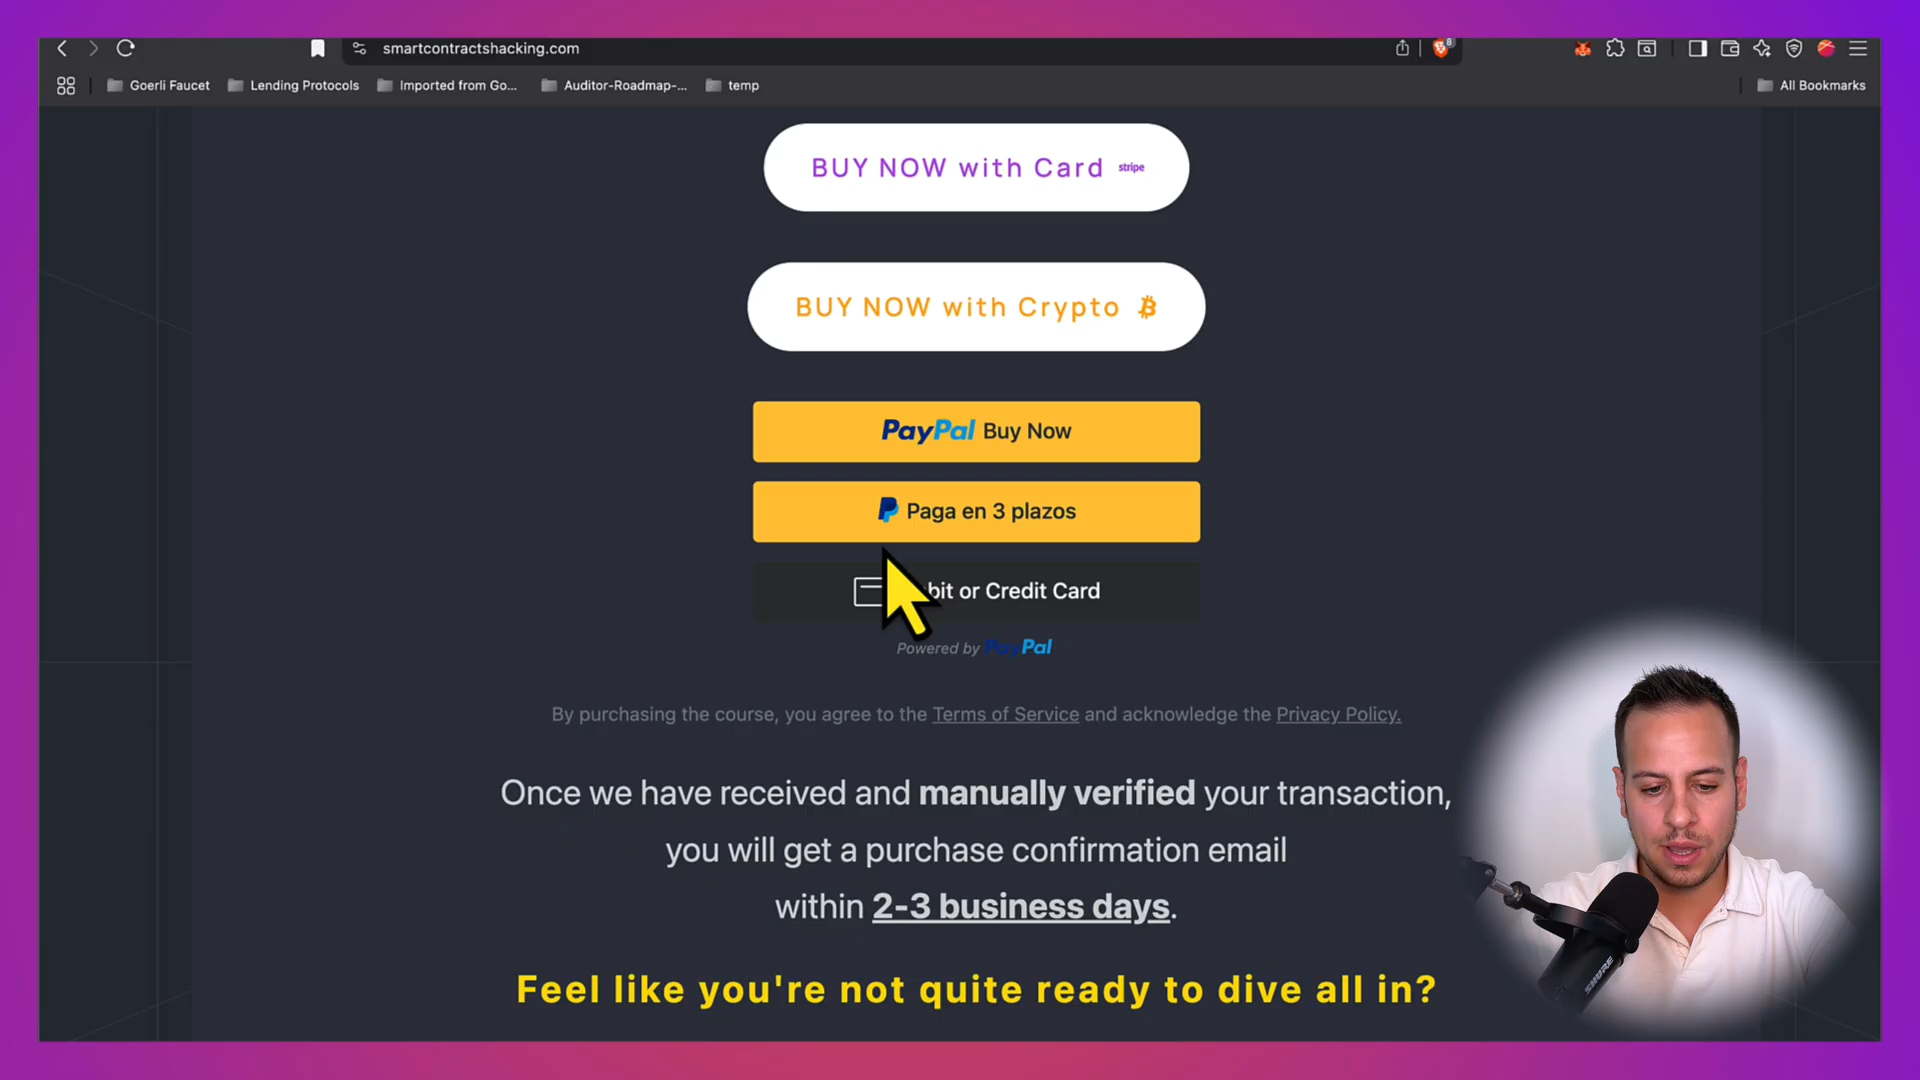 smartcontractshacking.com
8
Goerli Faucet
Lending Protocols
Imported from Go...
Auditor-Roadmap-...
temp
All Bookmarks
BUY NOW with Card stripe
BUY NOW with Crypto
PayPal Buy Now
Paga en 3 plazos
or Credit Card
Powered by PayPal
By purchasing the course, you agree to the Terms of Service and acknowledge the Privacy Policy.
Once we have received and manually verified your transaction,
you will get a purchase confirmation email
within 2-3 business days.
Feel like you're not quite ready to dive all in?
SHURE